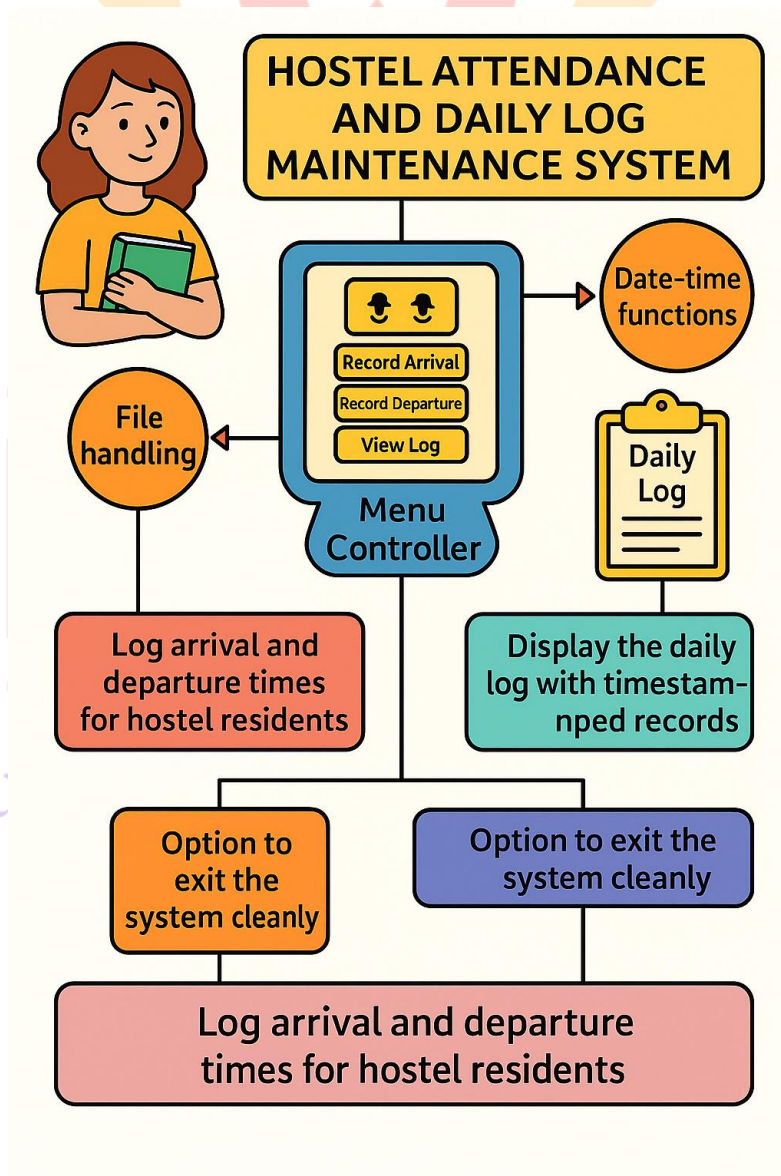 HOSTEL ATTENDANCE
AND DAILY LOG
MAINTENANCE SYSTEM
Date-time
functions
Record Arrival
Record Departure
View Log
File
handling
Menu
Controller
Daily
Log
Log arrival and
departure times
for hostel residents
Display the daily
log with timestam-
nped records
Option to
exit the
system cleanly
Option to exit the
system cleanly
Log arrival and departure
times for hostel residents